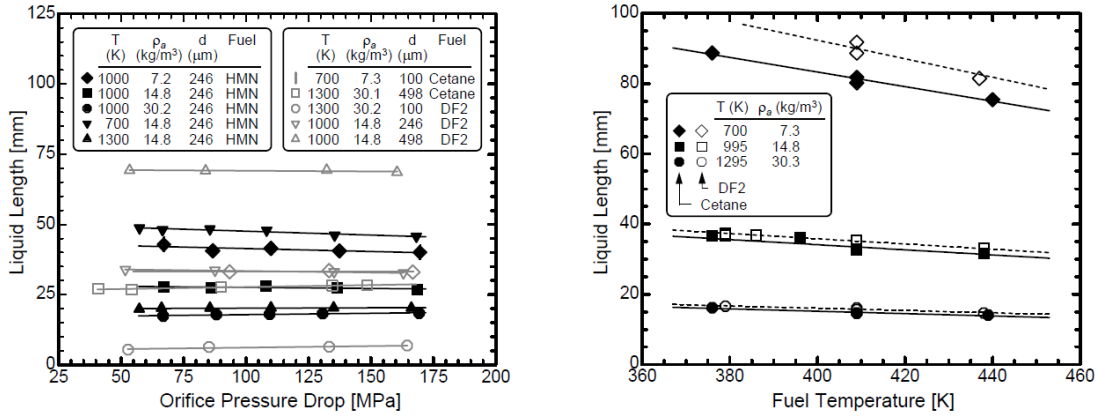 125
100
75
50
25
0
Liquid Length [mm]
T ρa d Fuel
(K) (kg/m³) (μm)
1000 7.2 246 HMN
1000 14.8 246 HMN
1000 30.2 246 HMN
700 14.8 246 HMN
1300 14.8 246 HMN
T ρa d Fuel
(K) (kg/m³) (μm)
700 7.3 100 Cetane
1300 30.1 498 Cetane
1300 30.2 100 DF2
1000 14.8 246 DF2
1000 14.8 498 DF2
25 50 75 100 125 150 175 200
Orifice Pressure Drop [MPa]
100
80
60
40
20
0
Liquid Length [mm]
T (K) ρa (kg/m³)
700 7.3
995 14.8
1295 30.3
DF2
Cetane
360 380 400 420 440 460
Fuel Temperature [K]